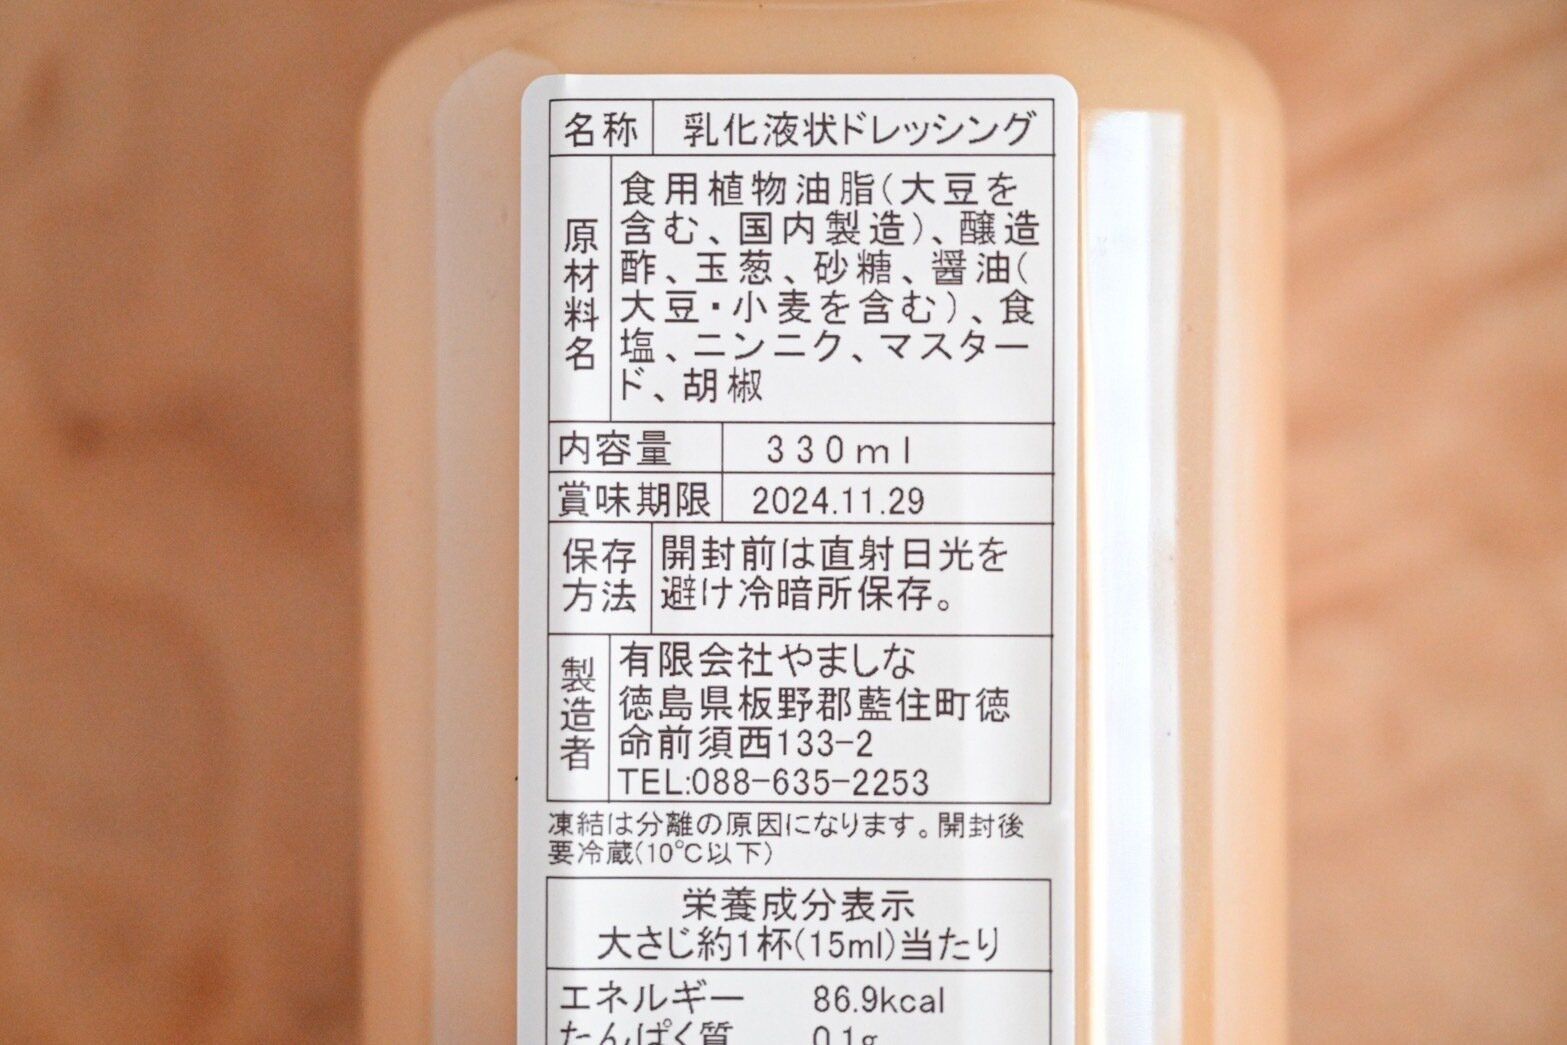 名称 乳化液状ドレッシング
原材料名
食用植物油脂(大豆を
含む、国内製造)、醸造
酢、玉葱、砂糖、醤油(
大豆・小麦を含む)、食
塩、ニンニク、マスター
ド、胡椒
内容量 330ml
賞味期限 2024.11.29
保存方法
開封前は直射日光を
避け冷暗所保存。
製造者
有限会社やましな
徳島県板野郡藍住町徳
命前須西133-2
TEL:088-635-2253
凍結は分離の原因になります。開封後
要冷蔵(10℃以下)
栄養成分表示
大さじ約1杯(15ml)当たり
エネルギー 86.9kcal
たんぱく質 0.1g